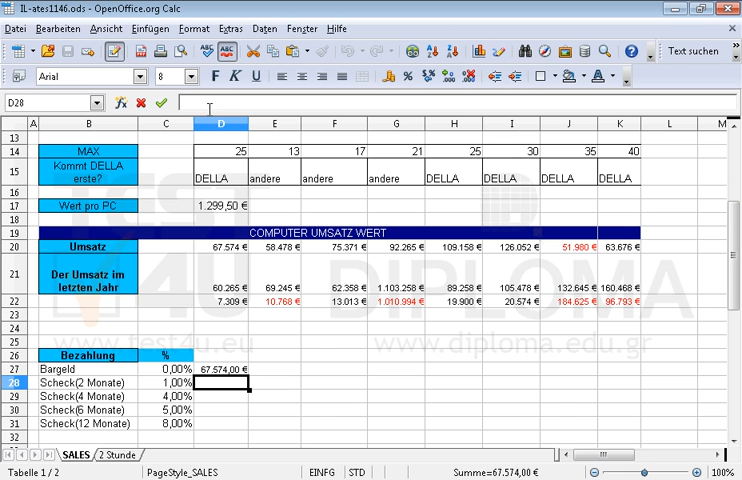 IL-ates1146.ods - OpenOffice.org Calc
Datei Bearbeiten Ansicht Einfügen Format Extras Daten Fenster Hilfe
Text suchen
Arial 8 F K U
D28
A B C D E F G H I J K L M
13
14 MAX 25 13 17 21 25 30 35 40
Kommt DELLA
15 erste? DELLA andere andere andere DELLA DELLA DELLA DELLA
16
17 Wert pro PC 1.299,50 €
18
19 COMPUTER UMSATZ WERT
20 Umsatz 67.574 € 58.478 € 75.371 € 92.265 € 109.158 € 126.052 € 51.980 € 63.676 €
Der Umsatz im
21 letzten Jahr 60.265 € 69.245 € 62.358 € 1.103.258 € 89.258 € 105.478 € 132.645 € 160.468 €
22 7.309 € 10.768 € 13.013 € 1.010.994 € 19.900 € 20.574 € 184.625 € 96.793 €
23
24
25
www.test4u.eu www.diploma.edu.gr
TEST 4U DIPLOMA
26 Bezahlung %
27 Bargeld 0,00% 67.574,00 €
28 Scheck(2 Monate) 1,00%
29 Scheck(4 Monate) 4,00%
30 Scheck(6 Monate) 5,00%
31 Scheck(12 Monate) 8,00%
32
SALES 2 Stunde
Tabelle 1 / 2 PageStyle_SALES EINFG STD Summe=67.574,00 € 100%